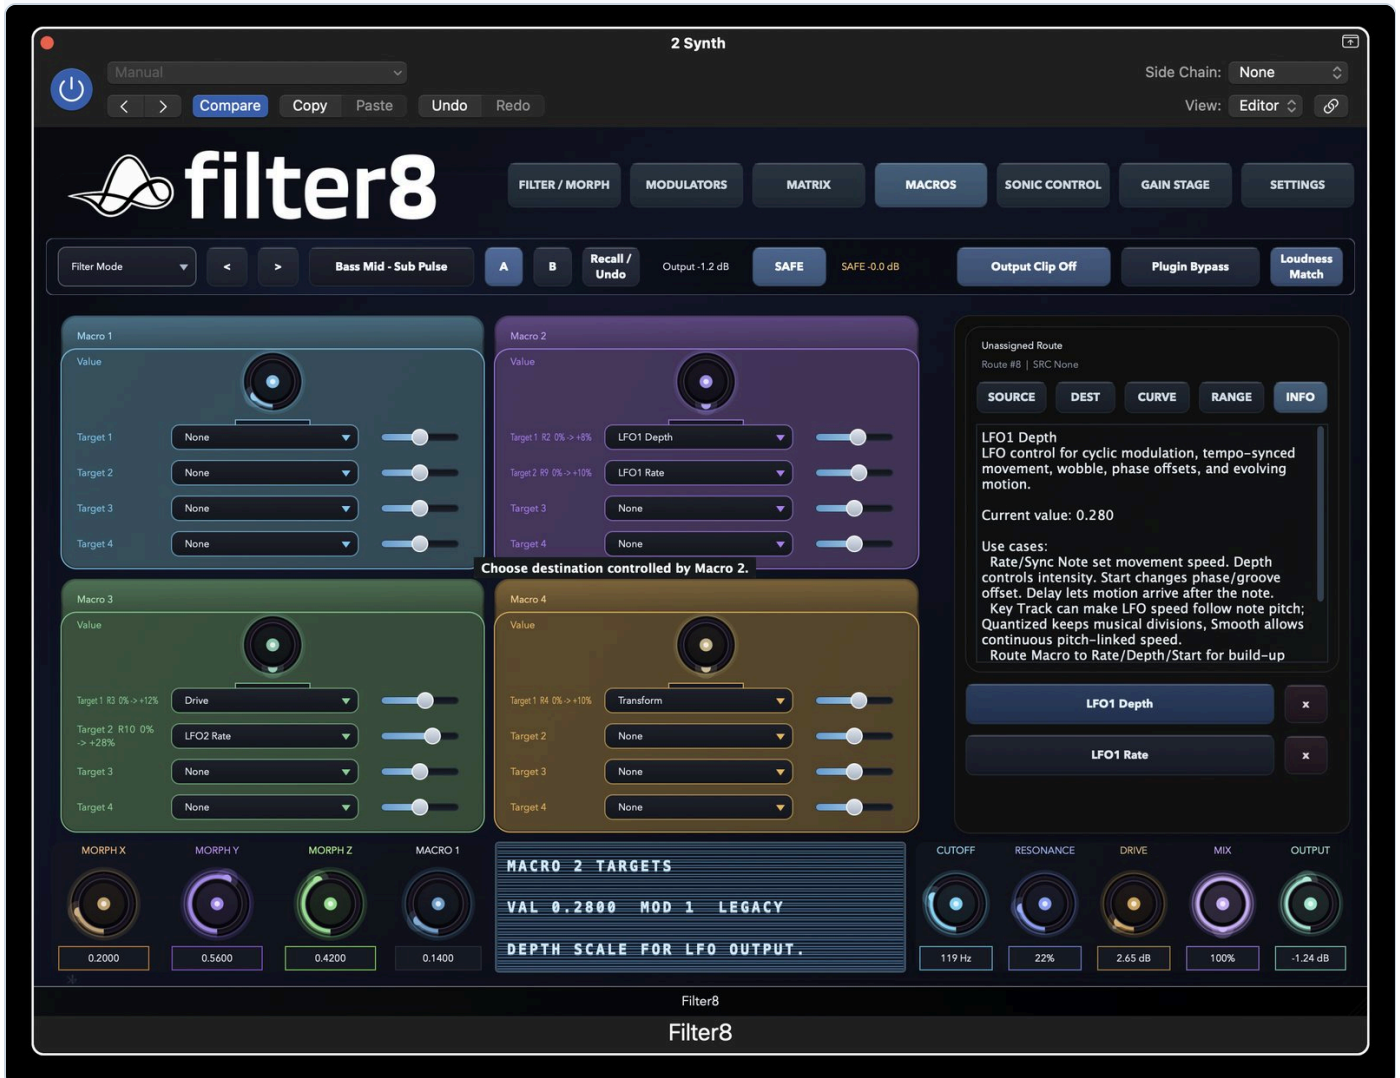 2 Synth
Manual
Side Chain: None
< > Compare Copy Paste Undo Redo
View: Editor
filter8
FILTER / MORPH MODULATORS MATRIX MACROS SONIC CONTROL GAIN STAGE SETTINGS
Filter Mode < > Bass Mid - Sub Pulse A B Recall / Undo Output -1.2 dB SAFE SAFE -0.0 dB Output Clip Off Plugin Bypass Loudness Match
Macro 1
Value
Target 1 None
Target 2 None
Target 3 None
Target 4 None
Macro 2
Value
Target 1 R2 0% -> +8% LFO1 Depth
Target 2 R9 0% -> +10% LFO1 Rate
Target 3 None
Target 4 None
Choose destination controlled by Macro 2.
Macro 3
Value
Target 1 R3 0% -> +12% Drive
Target 2 R10 0% -> +28% LFO2 Rate
Target 3 None
Target 4 None
Macro 4
Value
Target 1 R4 0% -> +10% Transform
Target 2 None
Target 3 None
Target 4 None
Unassigned Route
Route #8 | SRC None
SOURCE DEST CURVE RANGE INFO
LFO1 Depth
LFO control for cyclic modulation, tempo-synced
movement, wobble, phase offsets, and evolving
motion.
Current value: 0.280
Use cases:
Rate/Sync Note set movement speed. Depth
controls intensity. Start changes phase/groove
offset. Delay lets motion arrive after the note.
Key Track can make LFO speed follow note pitch;
Quantized keeps musical divisions, Smooth allows
continuous pitch-linked speed.
Route Macro to Rate/Depth/Start for build-up
LFO1 Depth x
LFO1 Rate x
MORPH X MORPH Y MORPH Z MACRO 1
0.2000 0.5600 0.4200 0.1400
MACRO 2 TARGETS
VAL 0.2800 MOD 1 LEGACY
DEPTH SCALE FOR LFO OUTPUT.
CUTOFF RESONANCE DRIVE MIX OUTPUT
119 Hz 22% 2.65 dB 100% -1.24 dB
Filter8
Filter8